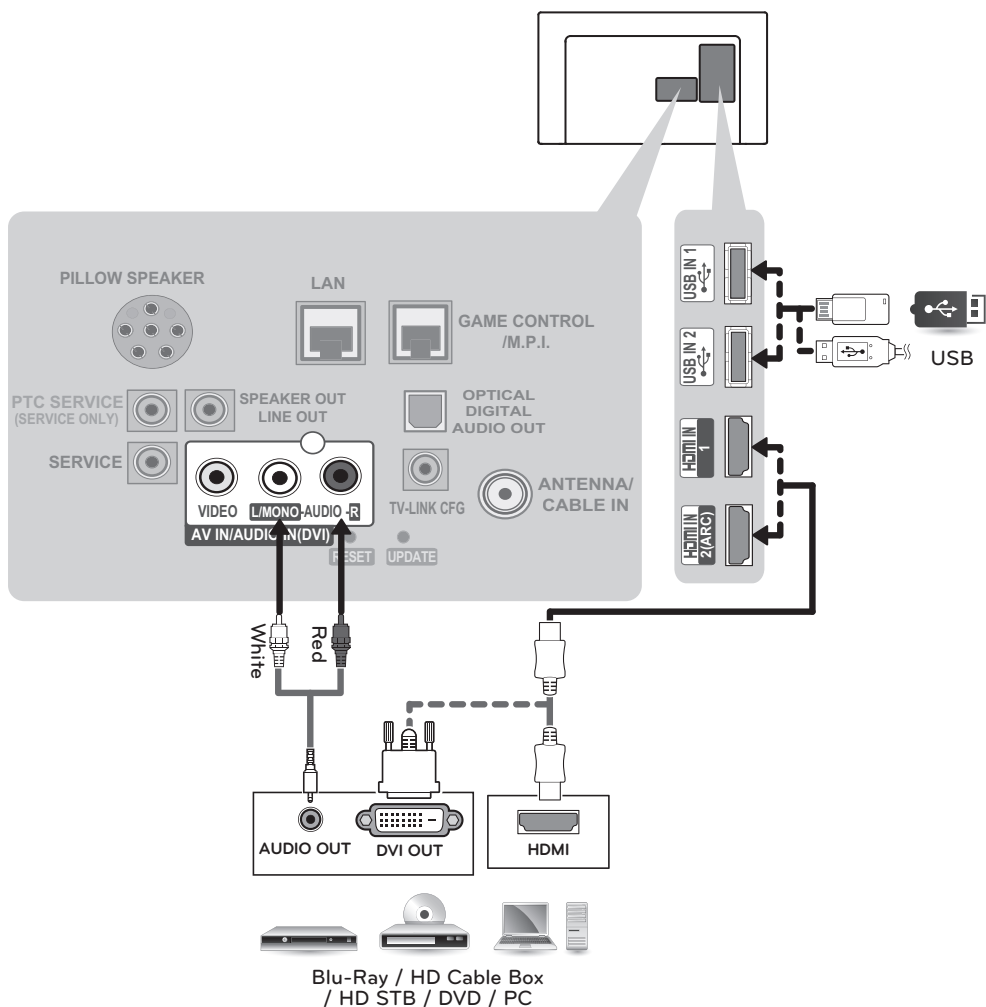 PILLOW SPEAKER
LAN
GAME CONTROL
/M.P.I.
PTC SERVICE
(SERVICE ONLY)
SPEAKER OUT
LINE OUT
OPTICAL
DIGITAL
AUDIO OUT
SERVICE
VIDEO
L/MONO-AUDIO-R
AV IN/AUDIO IN(DVI)
TV-LINK CFG
ANTENNA/
CABLE IN
RESET
UPDATE
USB IN 1
USB IN 2
HDMI IN
1
HDMI IN
2(ARC)
USB
White
Red
AUDIO OUT
DVI OUT
HDMI
Blu-Ray / HD Cable Box
/ HD STB / DVD / PC